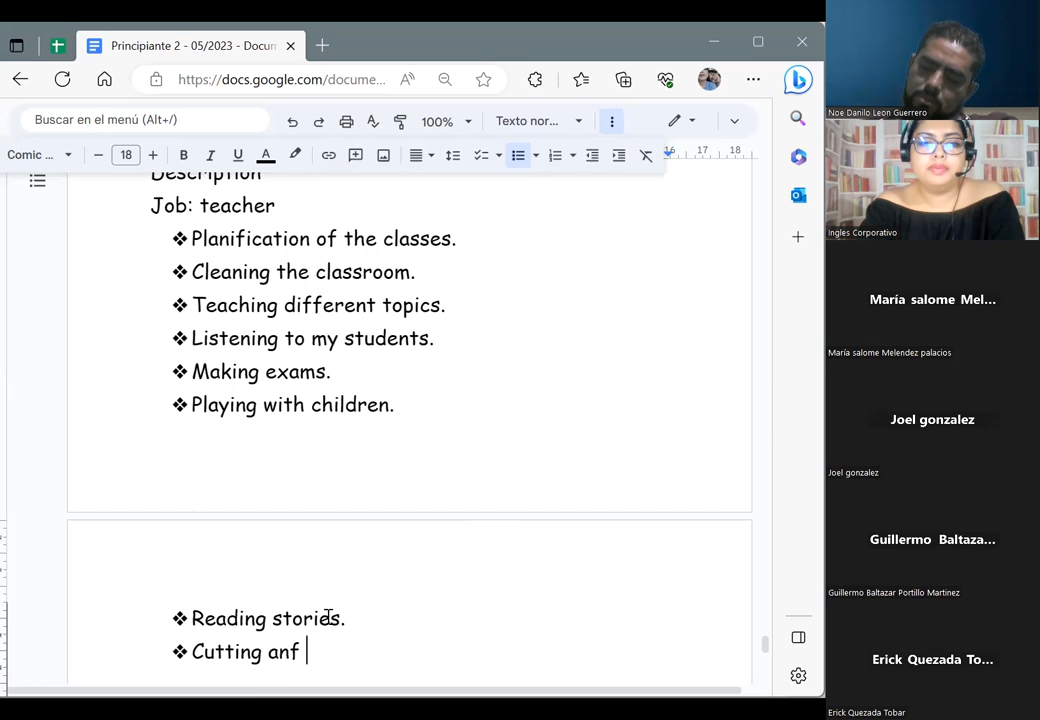 Principiante 2 - 05/2023 - Docum
https://docs.google.com/docume...
Buscar en el menú (Alt+/)
100%
Texto nor...
Comic ...
18
16 17 18
Description
Job: teacher
❖ Planification of the classes.
❖ Cleaning the classroom.
❖ Teaching different topics.
❖ Listening to my students.
❖ Making exams.
❖ Playing with children.
❖ Reading stories.
❖ Cutting anf
Noe Danilo Leon Guerrero
Ingles Corporativo
María salome Mel...
María salome Melendez palacios
Joel gonzalez
Joel gonzalez
Guillermo Baltaza...
Guillermo Baltazar Portillo Martinez
Erick Quezada To...
Erick Quezada Tobar